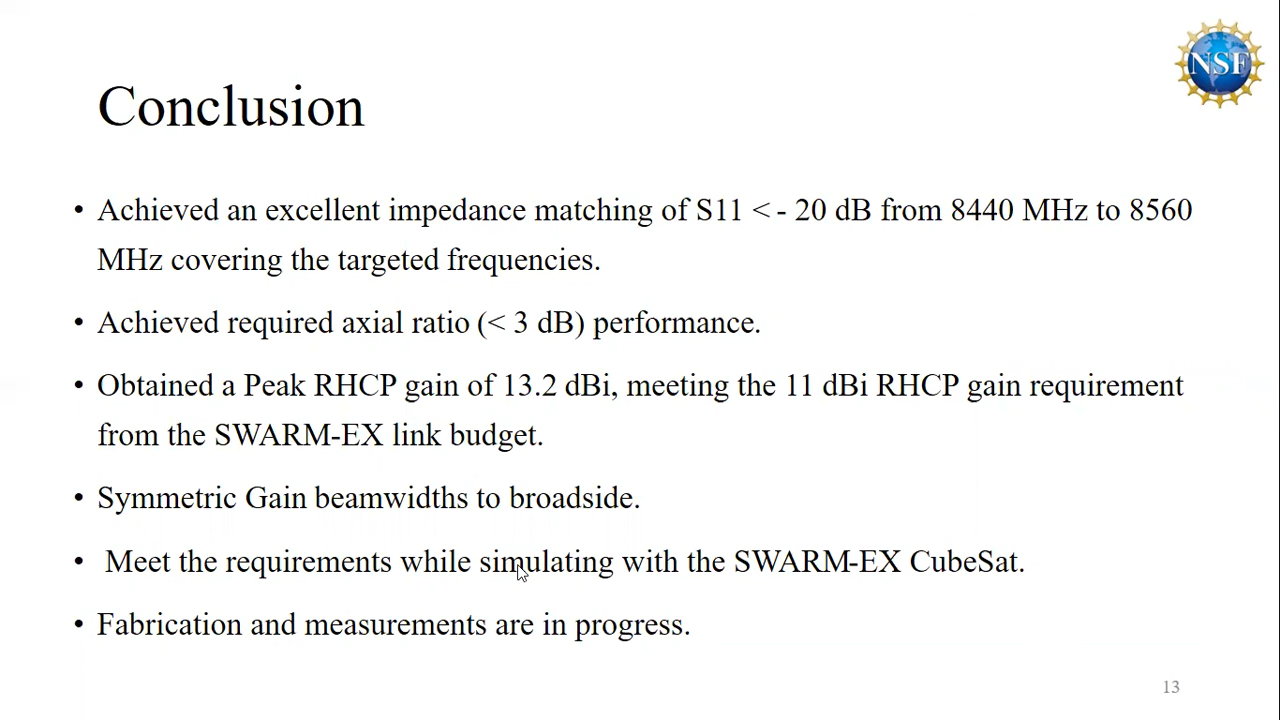 NSF
Conclusion
• Achieved an excellent impedance matching of S11 < - 20 dB from 8440 MHz to 8560
MHz covering the targeted frequencies.
• Achieved required axial ratio (< 3 dB) performance.
• Obtained a Peak RHCP gain of 13.2 dBi, meeting the 11 dBi RHCP gain requirement
from the SWARM-EX link budget.
• Symmetric Gain beamwidths to broadside.
• Meet the requirements while simulating with the SWARM-EX CubeSat.
• Fabrication and measurements are in progress.
13